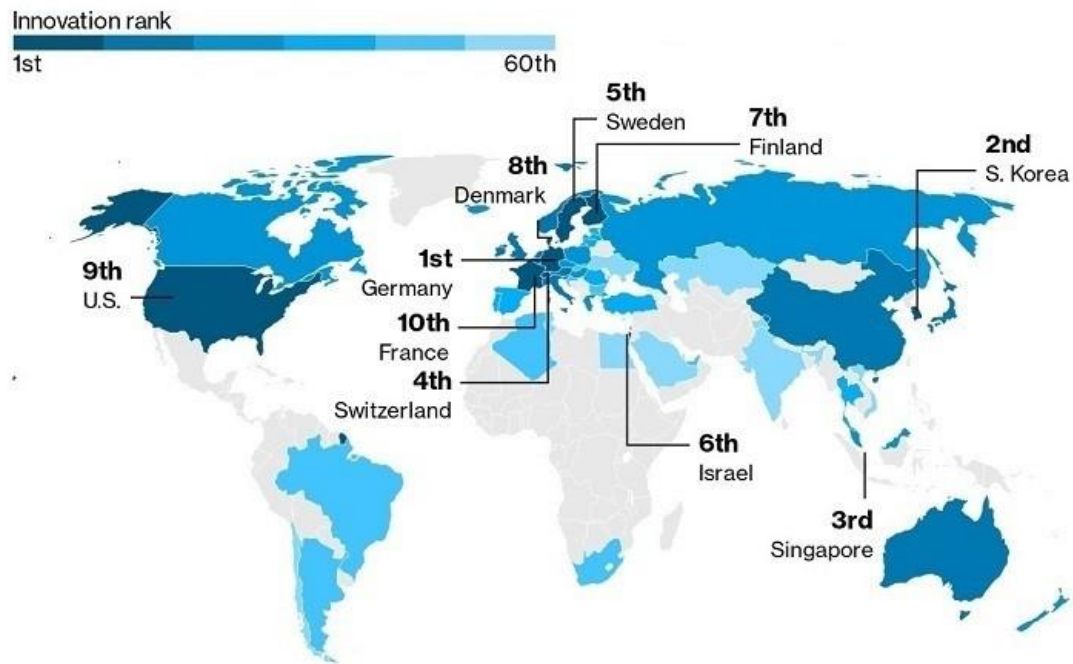 Innovation rank
1st
60th
5th
Sweden
7th
Finland
2nd
S. Korea
8th
Denmark
9th
U.S.
1st
Germany
10th
France
4th
Switzerland
6th
Israel
3rd
Singapore